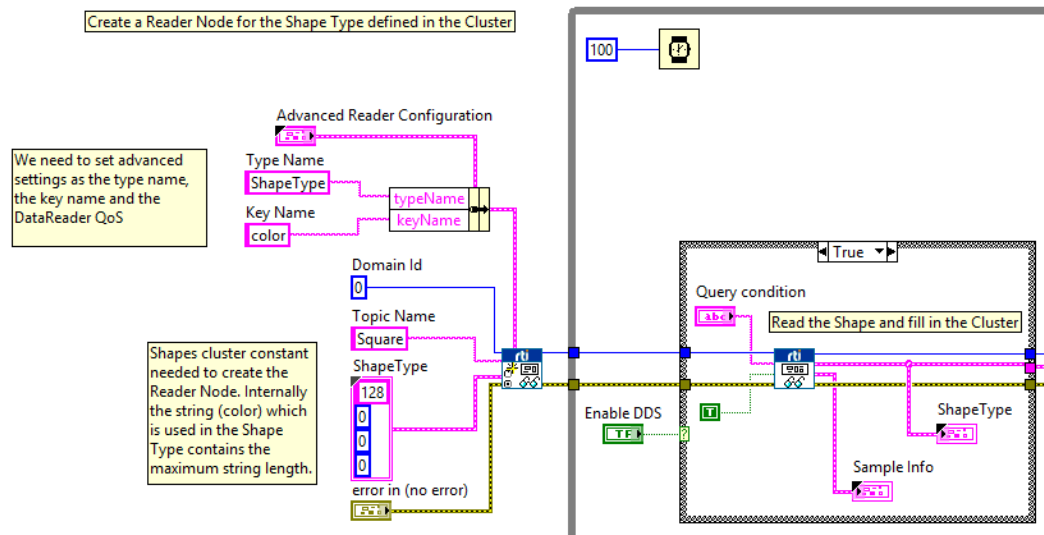 Create a Reader Node for the Shape Type defined in the Cluster
100
Advanced Reader Configuration
We need to set advanced
settings as the type name,
the key name and the
DataReader QoS
Type Name
ShapeType
typeName
Key Name
keyName
color
True
Domain Id
0
Query condition
abc
Topic Name
Square
Read the Shape and fill in the Cluster
rti
rti
Shapes cluster constant
needed to create the
Reader Node. Internally
the string (color) which
is used in the Shape
Type contains the
maximum string length.
ShapeType
128
0
0
0
Enable DDS
TF
?
T
ShapeType
Sample Info
error in (no error)